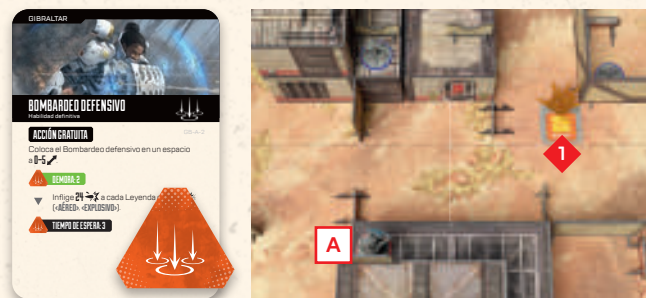 GIBRALTAR
BOMBARDEO DEFENSIVO
Habilidad definitiva
ACCIÓN GRATUITA
Coloca el Bombardeo defensivo en un espacio
a 0-5
DEMORA: 2
Inflige 24 a cada Leyenda
(«AÉREO», «EXPLOSIVO»).
TIEMPO DE ESPERA: 3
A
1